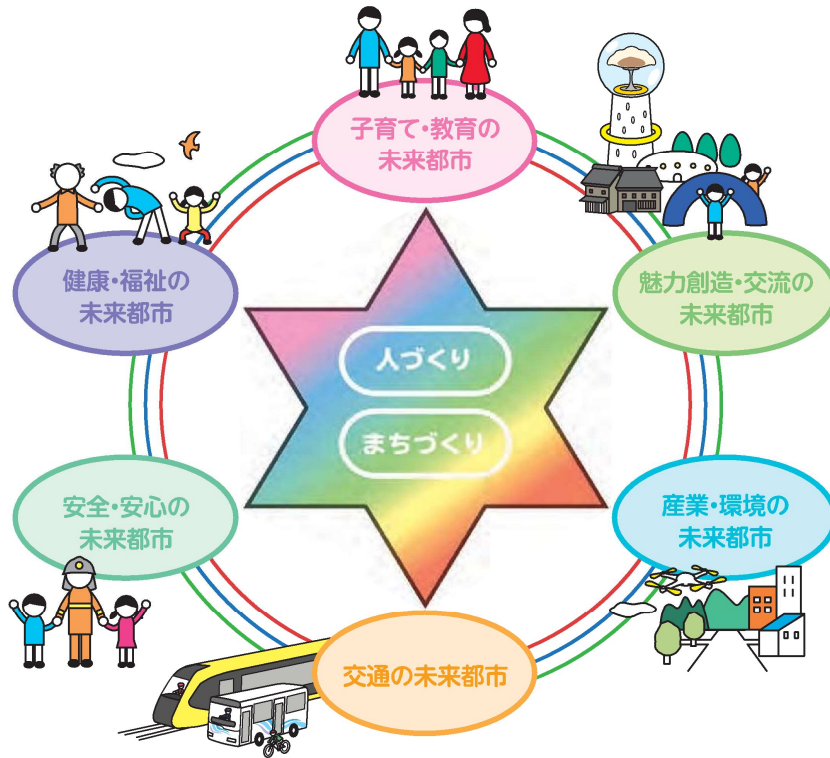 子育て・教育の
未来都市
健康・福祉の
未来都市
魅力創造・交流の
未来都市
人づくり
まちづくり
安全・安心の
未来都市
産業・環境の
未来都市
交通の未来都市